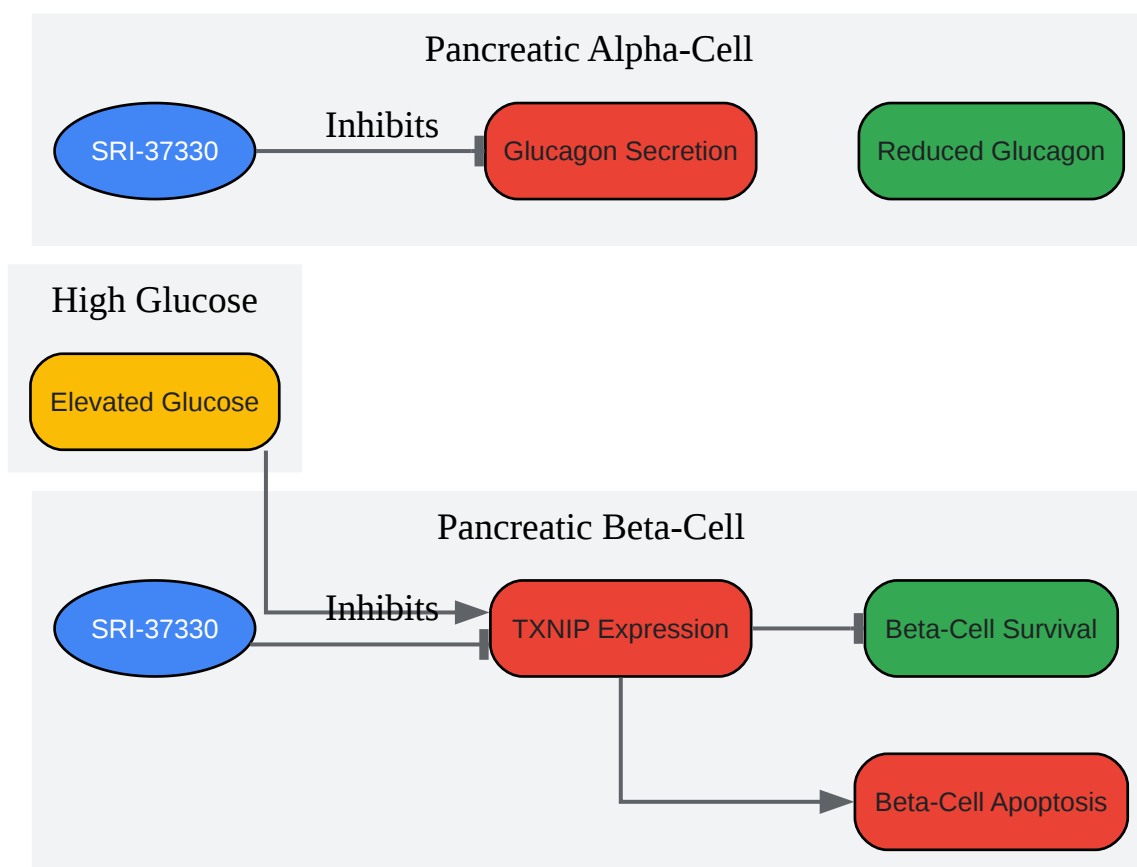 Pancreatic Alpha-Cell
SRI-37330
Inhibits
Glucagon Secretion
Reduced Glucagon
High Glucose
Elevated Glucose
Pancreatic Beta-Cell
SRI-37330
Inhibits
TXNIP Expression
Beta-Cell Survival
Beta-Cell Apoptosis